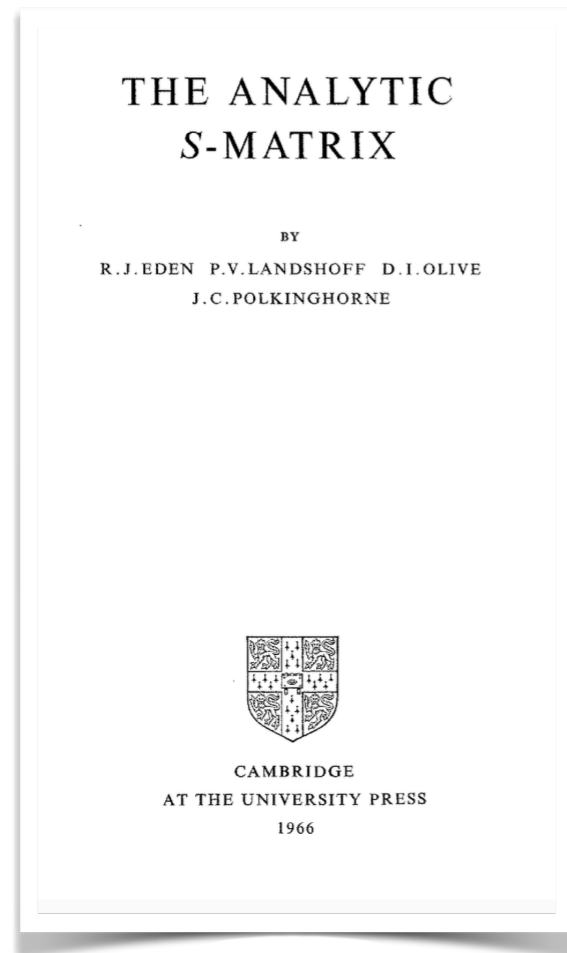 THE ANALYTIC
S-MATRIX
BY
R.J.EDEN P.V.LANDSHOFF D.I.OLIVE
J.C.POLKINGHORNE
CAMBRIDGE
AT THE UNIVERSITY PRESS
1966